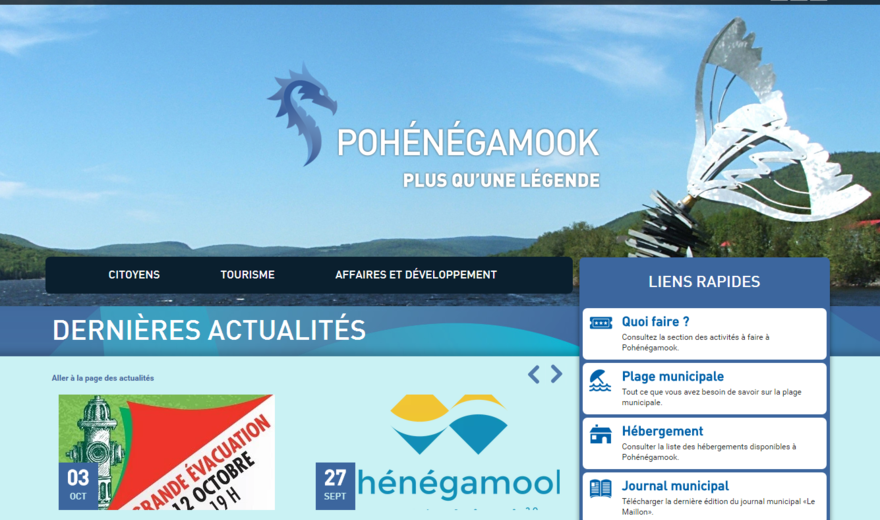 POHÉNÉGAMOOK
PLUS QU'UNE LÉGENDE
CITOYENS
TOURISME
AFFAIRES ET DÉVELOPPEMENT
LIENS RAPIDES
DERNIÈRES ACTUALITÉS
Aller à la page des actualités
GRANDE ÉVACUATION
12 OCTOBRE
19 H
03
OCT
hénégamook
27
SEPT
Quoi faire ?
Consultez la section des activités à faire à
Pohénégamook.
Plage municipale
Tout ce que vous avez besoin de savoir sur la plage
municipale.
Hébergement
Consulter la liste des hébergements disponibles à
Pohénégamook.
Journal municipal
Télécharger la dernière édition du journal municipal «Le
Maillon».